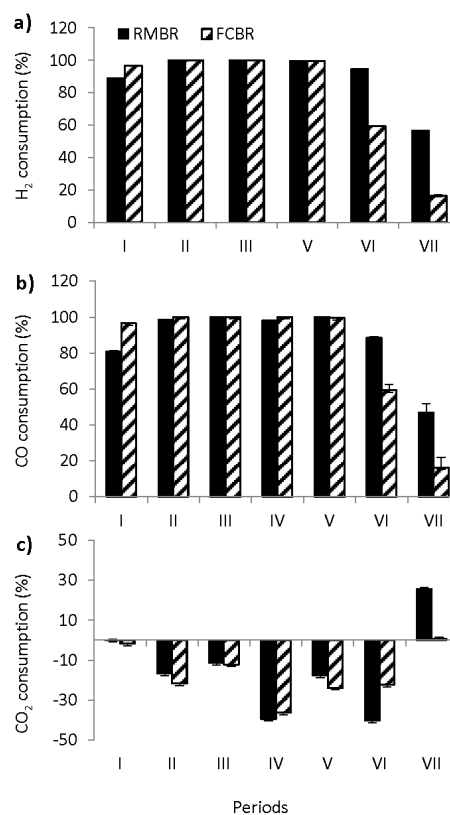 a)
RMBR FCBR
H2 consumption (%)
120
100
80
60
40
20
0
I II III V VI VII
b)
CO consumption (%)
120
100
80
60
40
20
0
I II III IV V VI VII
c)
CO2 consumption (%)
50
30
10
-10
-30
-50
I II III IV V VI VII
Periods